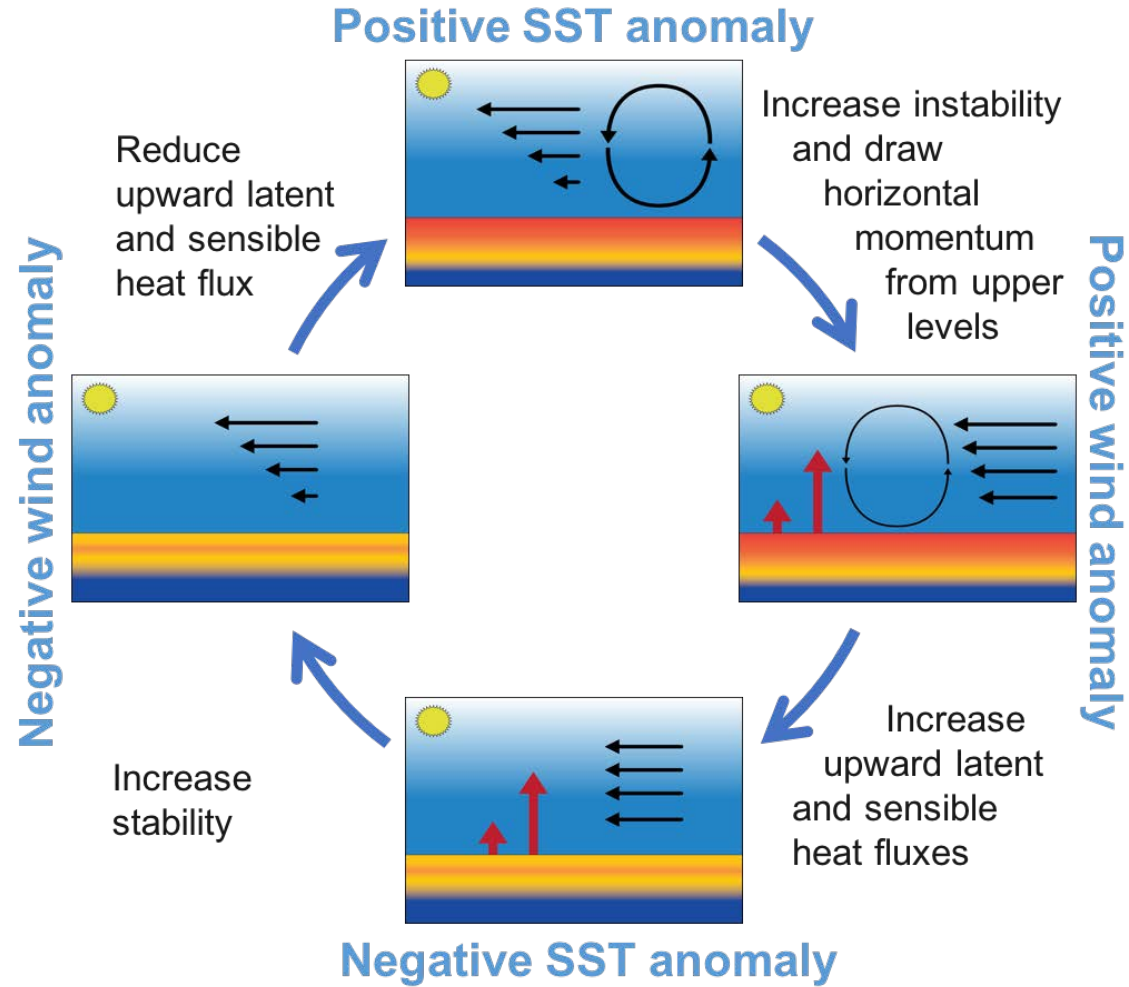 Positive SST anomaly
Increase instability
and draw
horizontal
momentum
from upper
levels
Positive wind anomaly
Increase
upward latent
and sensible
heat fluxes
Negative SST anomaly
Increase
stability
Negative wind anomaly
Reduce
upward latent
and sensible
heat flux